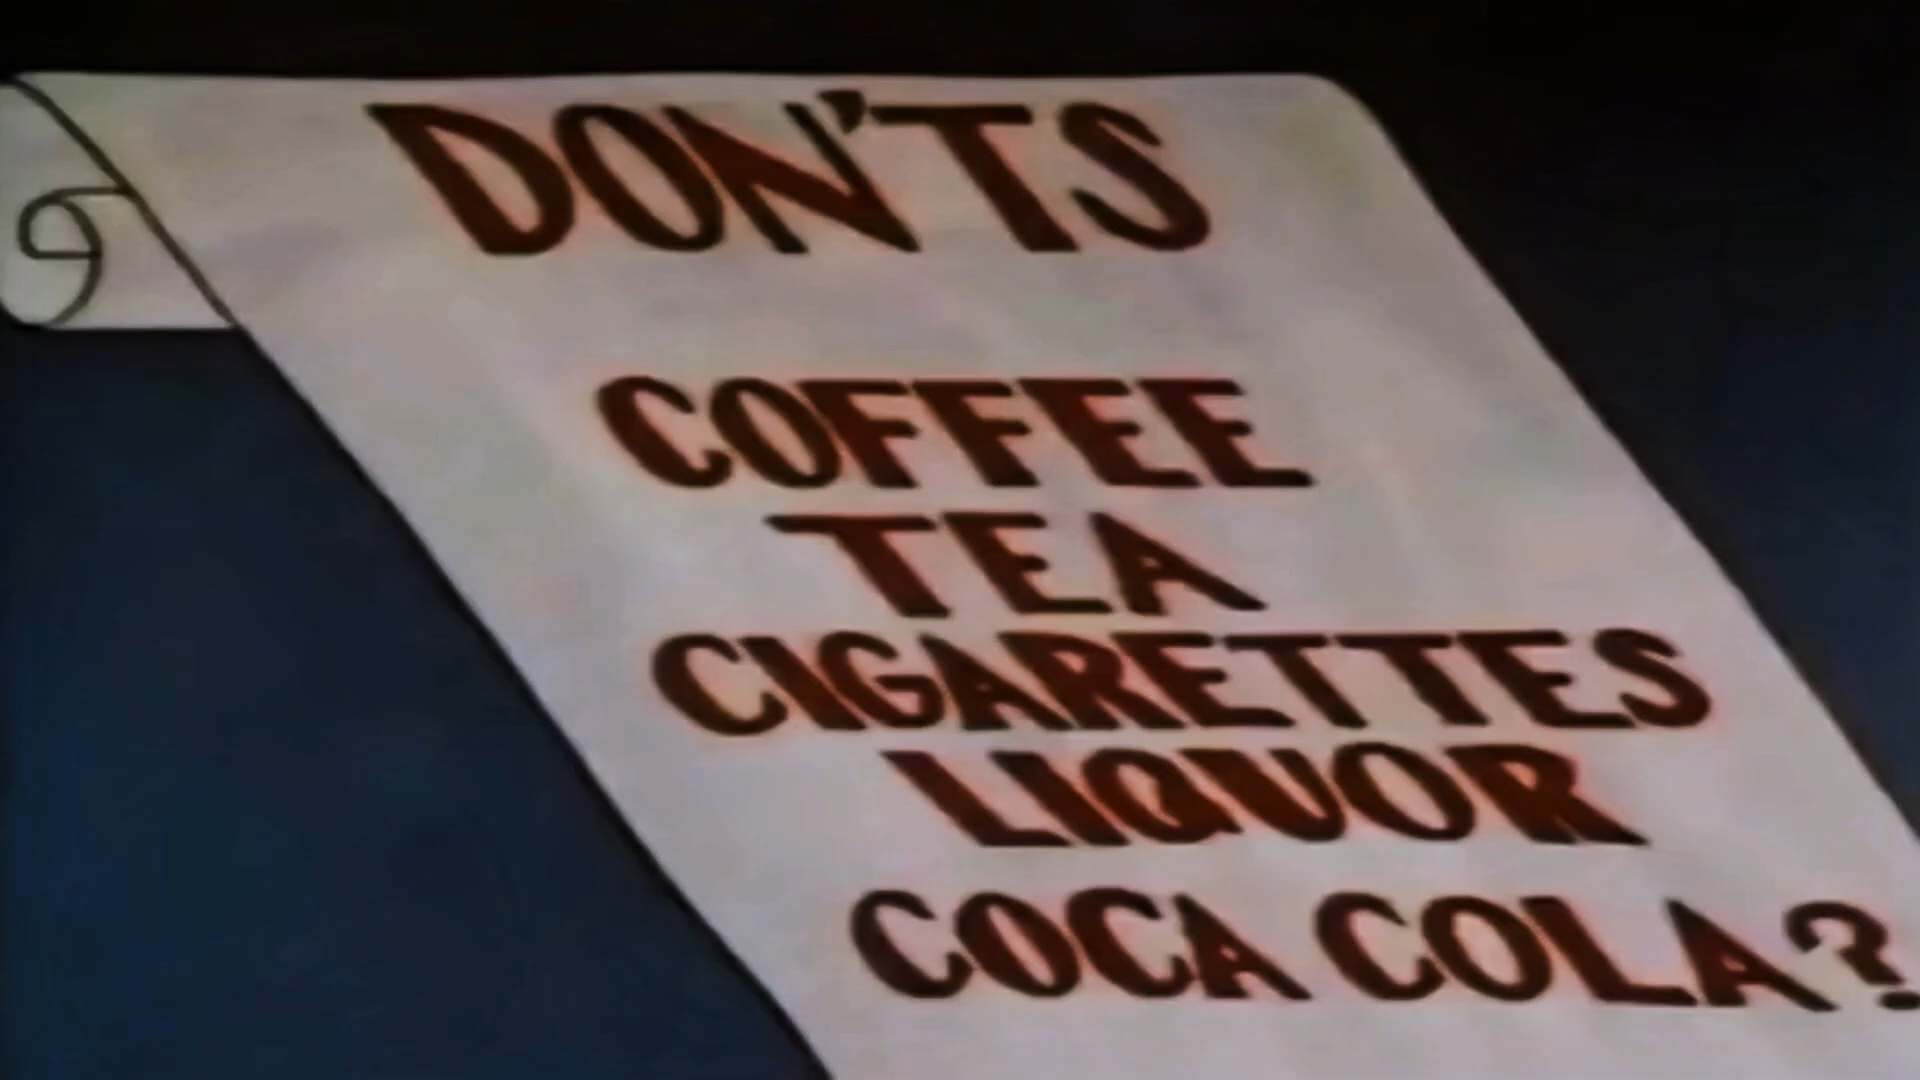 DON'TS
COFFEE
TEA
CIGARETTES
LIQUOR
COCA COLA?